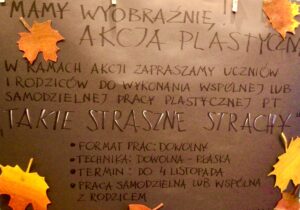 MAMY WYOBRAŹNIĘ
AKCJA PLASTYCZN
W RAMACH AKCJI ZAPRASZAMY UCZNIÓW
I RODZICÓW DO WYKONANIA WSPÓLNEJ LUB
SAMODZIELNEJ PRACY PLASTYCZNEJ PT.
„TAKIE STRASZNE STRACHY"
• FORMAT PRAC: DOWOLNY
• TECHNIKA: DOWOLNA - PŁASKA
• TERMIN: DO 4 LISTOPADA
• PRACA SAMODZIELNA LUB WSPÓLNA
Z RODZICEM